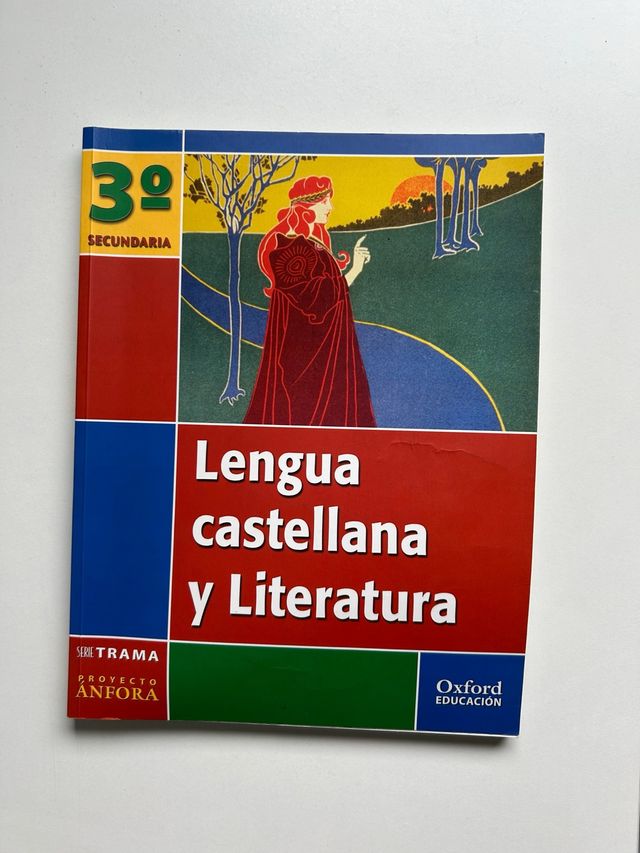 3º
SECUNDARIA
Lengua
castellana
y Literatura
SERIE TRAMA
PROYECTO
ÁNFORA
Oxford
EDUCACIÓN